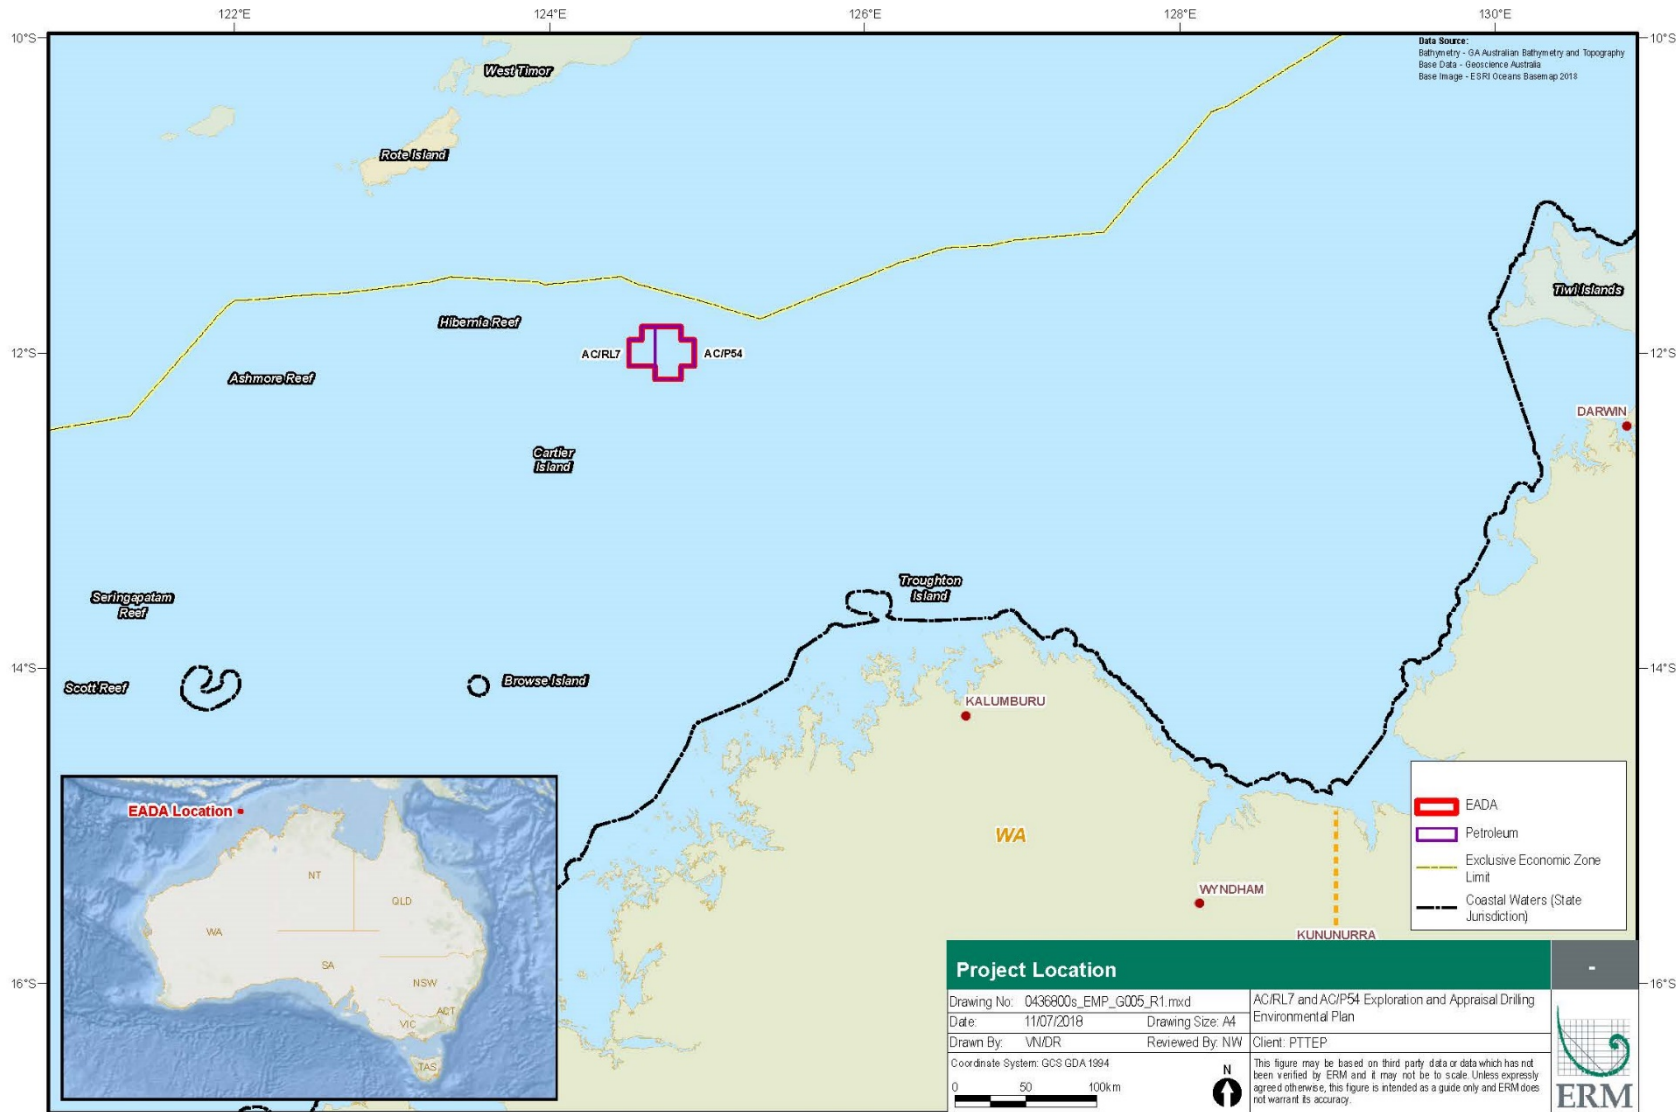 122°E
124°E
126°E
128°E
130°E
10°S
10°S
Data Source:
Bathymetry - GA Australian Bathymetry and Topography
Base Data - Geoscience Australia
Base Image - ESRI Oceans Basemap 2018
West Timor
Rote Island
Tiwi Islands
Hibernia Reef
AC/RL7
AC/P54
12°S
12°S
Ashmore Reef
DARWIN
Cartier
Island
Troughton
Island
Seringapatam
Reef
14°S
14°S
Scott Reef
Browse Island
KALUMBURU
WA
WYNDHAM
KUNUNURRA
EADA
Petroleum
Exclusive Economic Zone
Limit
Coastal Waters (State
Jurisdiction)
EADA Location
NT
QLD
WA
SA
NSW
ACT
VIC
TAS
16°S
16°S
Project Location
-
Drawing No: 0436800s_EMP_G005_R1.mxd
Date: 11/07/2018 Drawing Size: A4
Drawn By: VN/DR Reviewed By: NW
Coordinate System: GCS GDA 1994
0 50 100km
N
AC/RL7 and AC/P54 Exploration and Appraisal Drilling
Environmental Plan
Client: PTTEP
This figure may be based on third party data or data which has not
been verified by ERM and it may not be to scale. Unless expressly
agreed otherwise, this figure is intended as a guide only and ERM does
not warrant its accuracy.
ERM